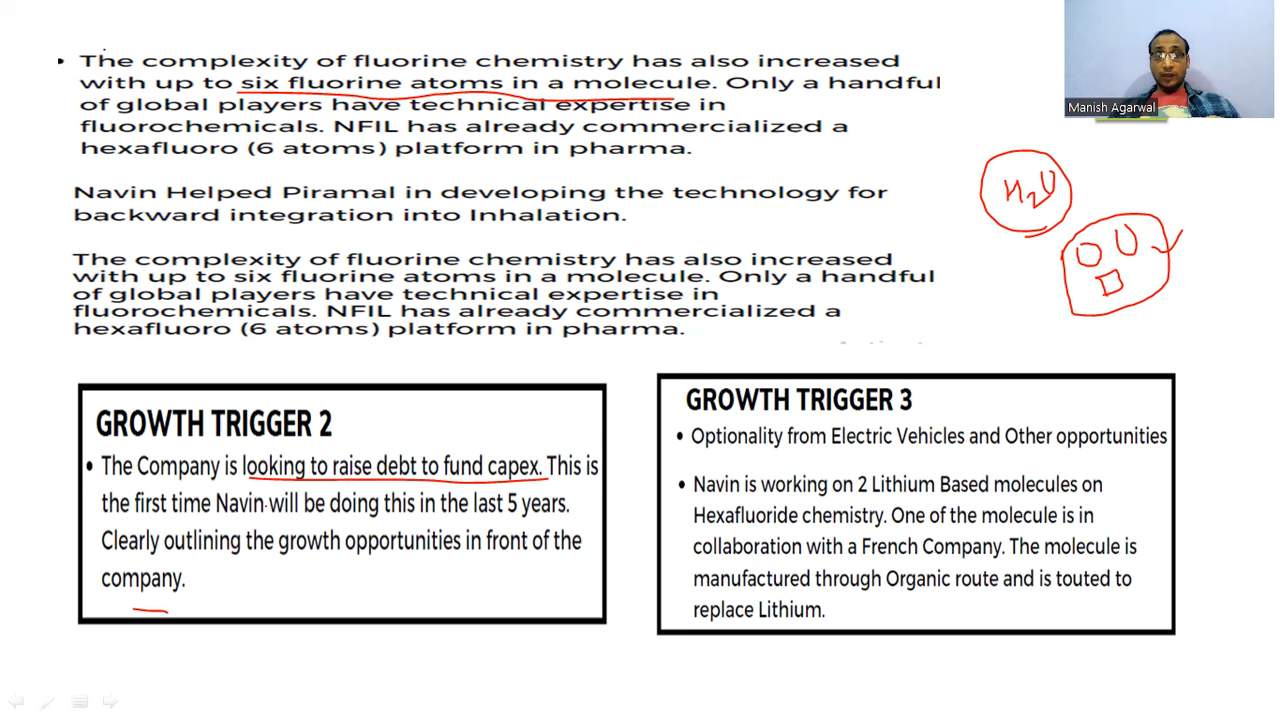 • The complexity of fluorine chemistry has also increased
with up to six fluorine atoms in a molecule. Only a handful
of global players have technical expertise in
fluorochemicals. NFIL has already commercialized a
hexafluoro (6 atoms) platform in pharma.
Manish Agarwal
Navin Helped Piramal in developing the technology for
backward integration into Inhalation.
The complexity of fluorine chemistry has also increased
with up to six fluorine atoms in a molecule. Only a handful
of global players have technical expertise in
fluorochemicals. NFIL has already commercialized a
hexafluoro (6 atoms) platform in pharma.
GROWTH TRIGGER 2
• The Company is looking to raise debt to fund capex. This is
the first time Navin will be doing this in the last 5 years.
Clearly outlining the growth opportunities in front of the
company.
GROWTH TRIGGER 3
• Optionality from Electric Vehicles and Other opportunities
• Navin is working on 2 Lithium Based molecules on
Hexafluoride chemistry. One of the molecule is in
collaboration with a French Company. The molecule is
manufactured through Organic route and is touted to
replace Lithium.